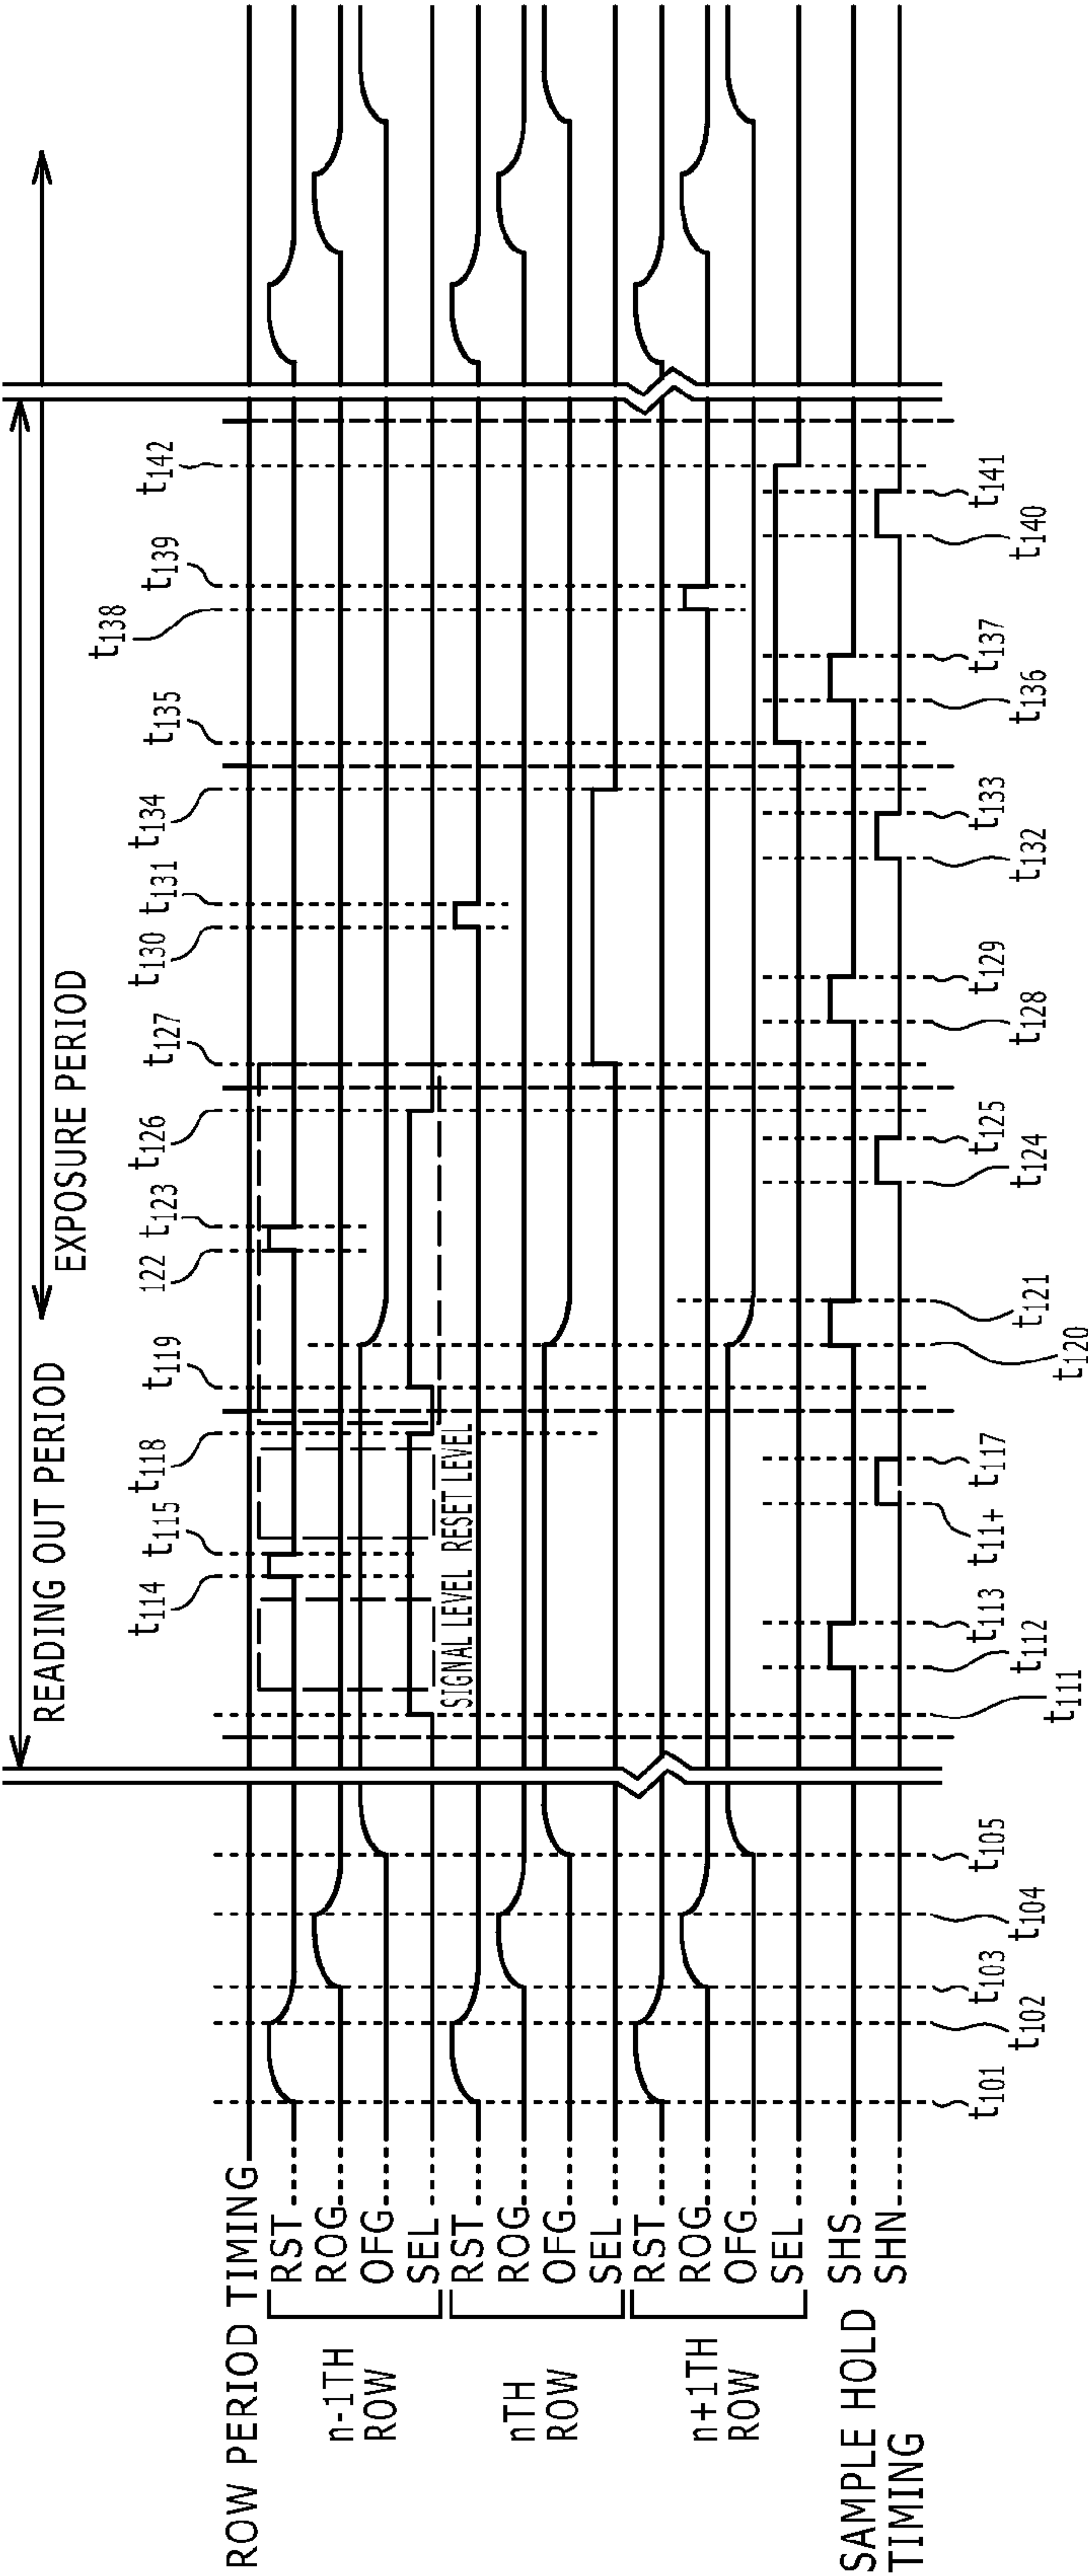 READING OUT PERIOD
EXPOSURE PERIOD
t114
t115
t118
t119
122
t123
t126
t127
t130
t131
t134
t135
t138
t139
t142
ROW PERIOD TIMING
n-1TH
ROW
RST
ROG
OFG
SEL
SIGNAL LEVEL
RESET LEVEL
nTH
ROW
RST
ROG
OFG
SEL
n+1TH
ROW
RST
ROG
OFG
SEL
SAMPLE HOLD
TIMING
SHS
SHN
t101
t102
t103
t104
t105
t111
t112
t113
t11+
t117
t120
t121
t124
t125
t128
t129
t132
t133
t136
t137
t140
t141